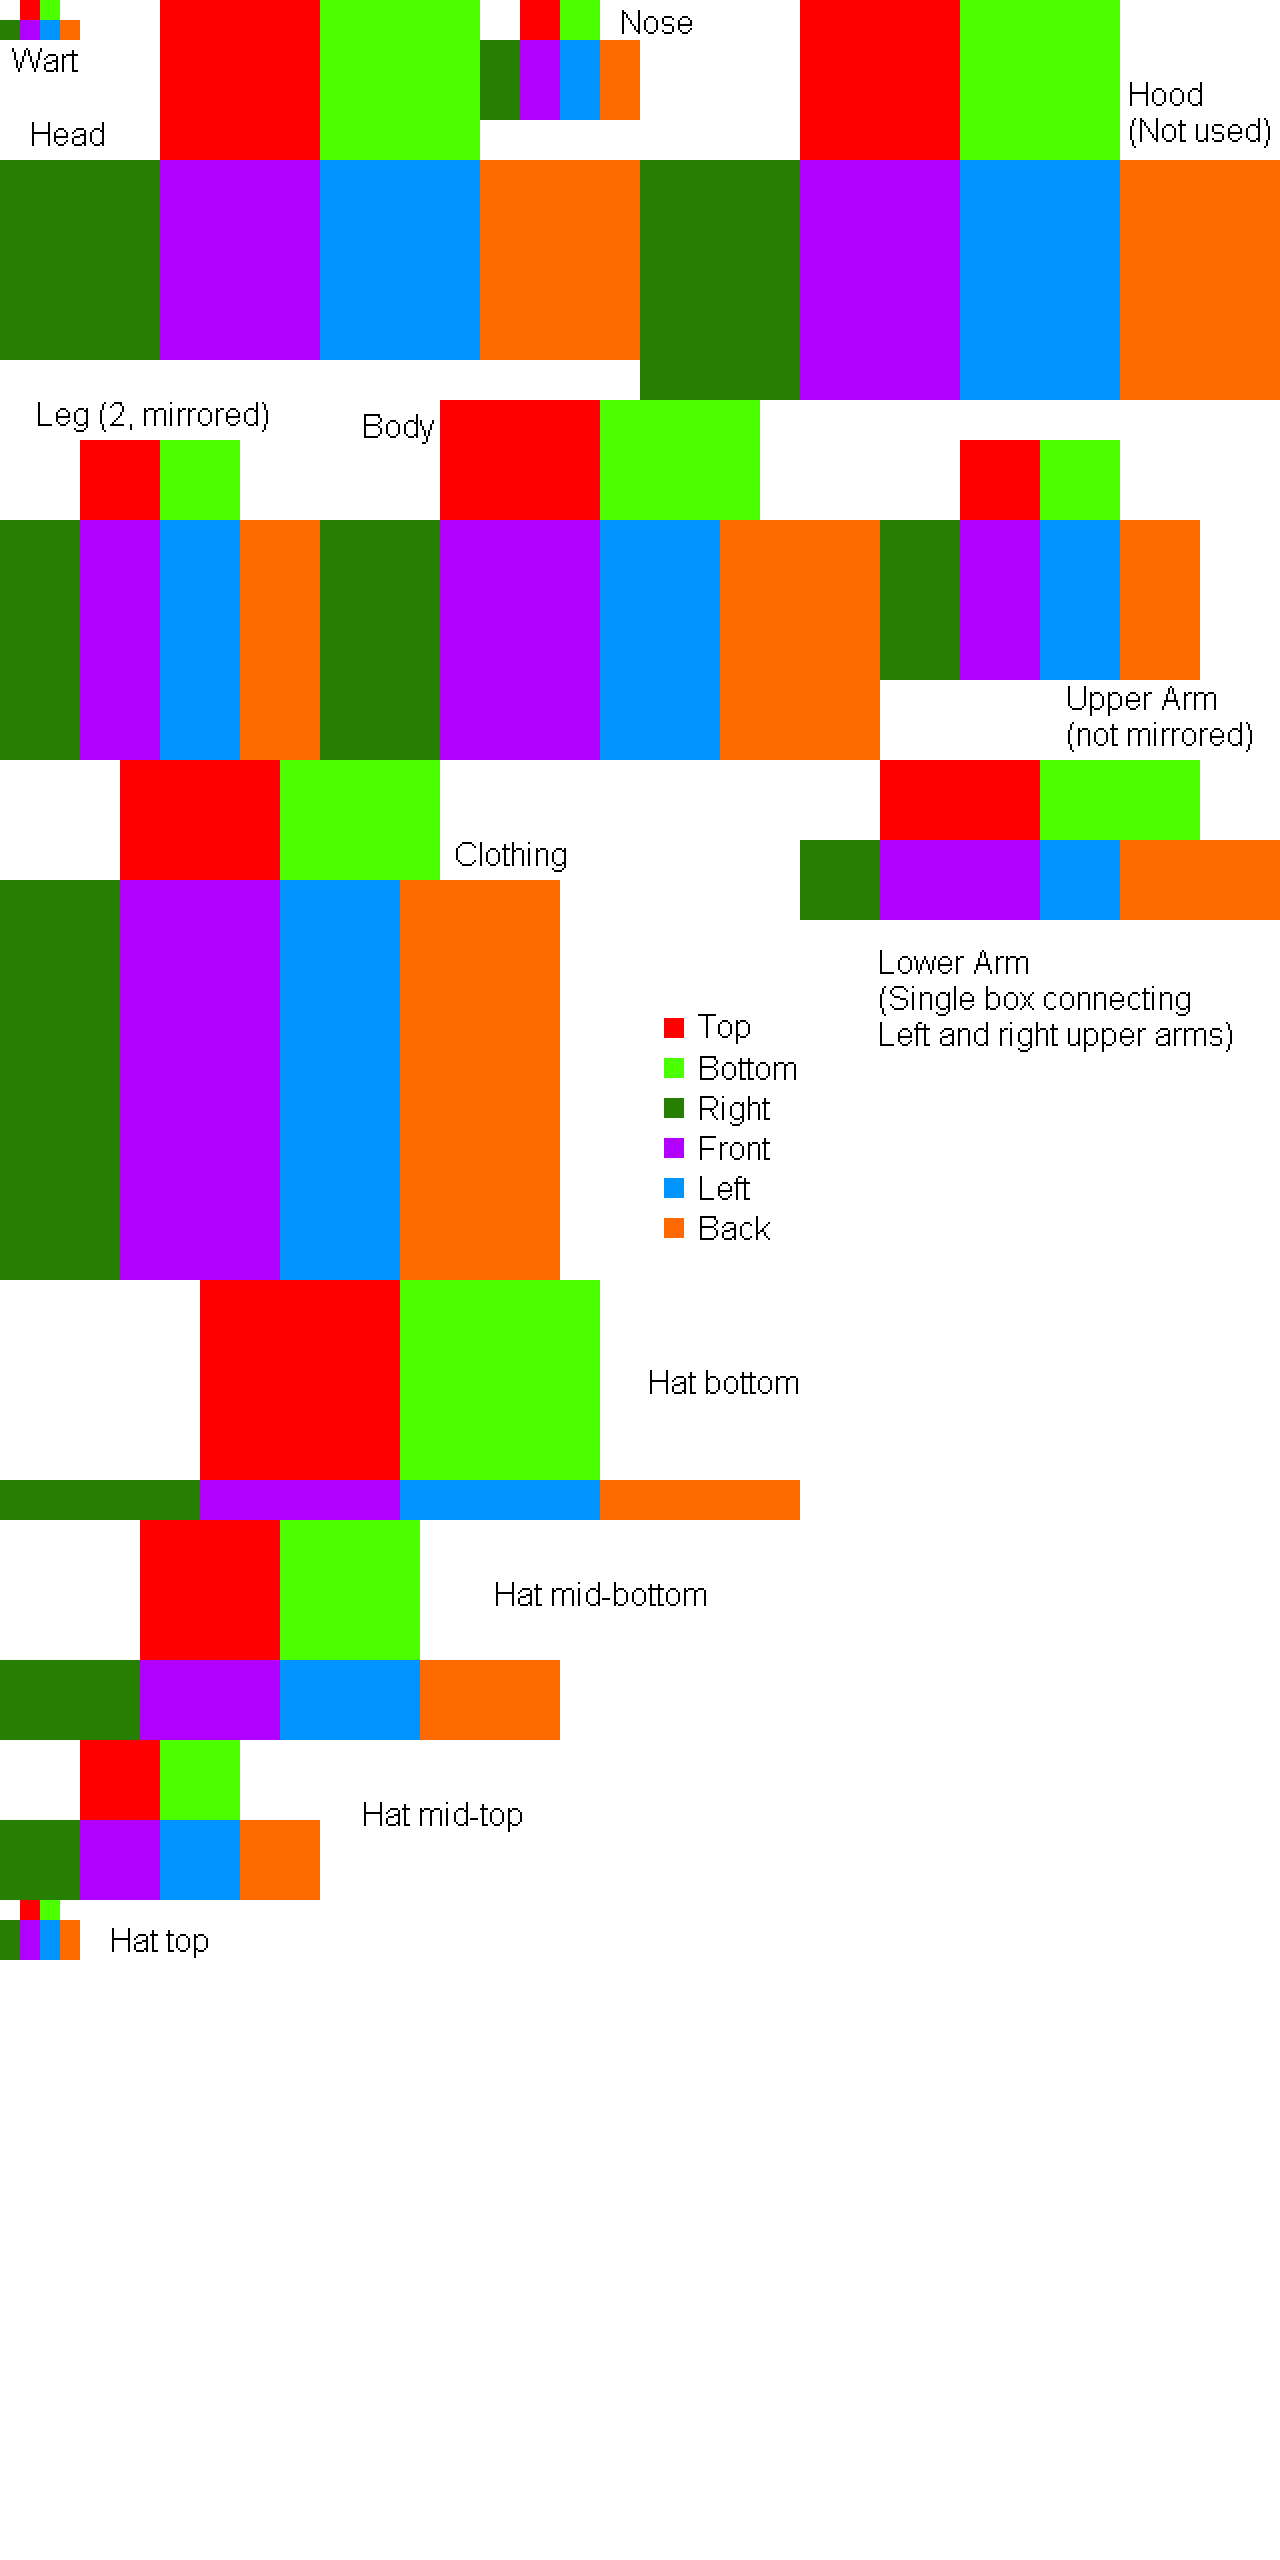 Nose
Wart
Hood
(Not used)
Head
Leg (2, mirrored)
Body
Upper Arm
(not mirrored)
Clothing
Lower Arm
(Single box connecting
Left and right upper arms)
Top
Bottom
Right
Front
Left
Back
Hat bottom
Hat mid-bottom
Hat mid-top
Hat top